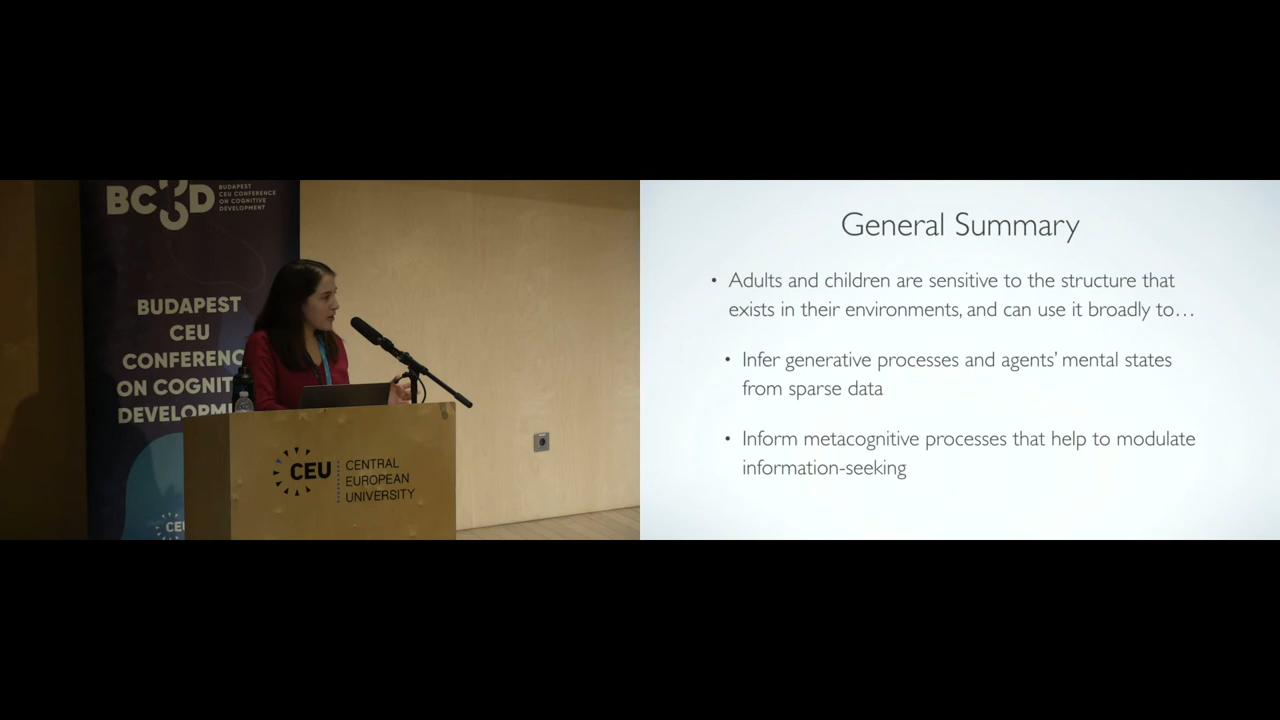 BCCCD
BUDAPEST
CEU CONFERENCE
ON COGNITIVE
DEVELOPMENT
BUDAPEST
CEU
CONFERENC
ON COGNIT
DEVELOPM
CEU
CEU
CENTRAL
EUROPEAN
UNIVERSITY
General Summary
• Adults and children are sensitive to the structure that
exists in their environments, and can use it broadly to…
• Infer generative processes and agents' mental states
from sparse data
• Inform metacognitive processes that help to modulate
information-seeking